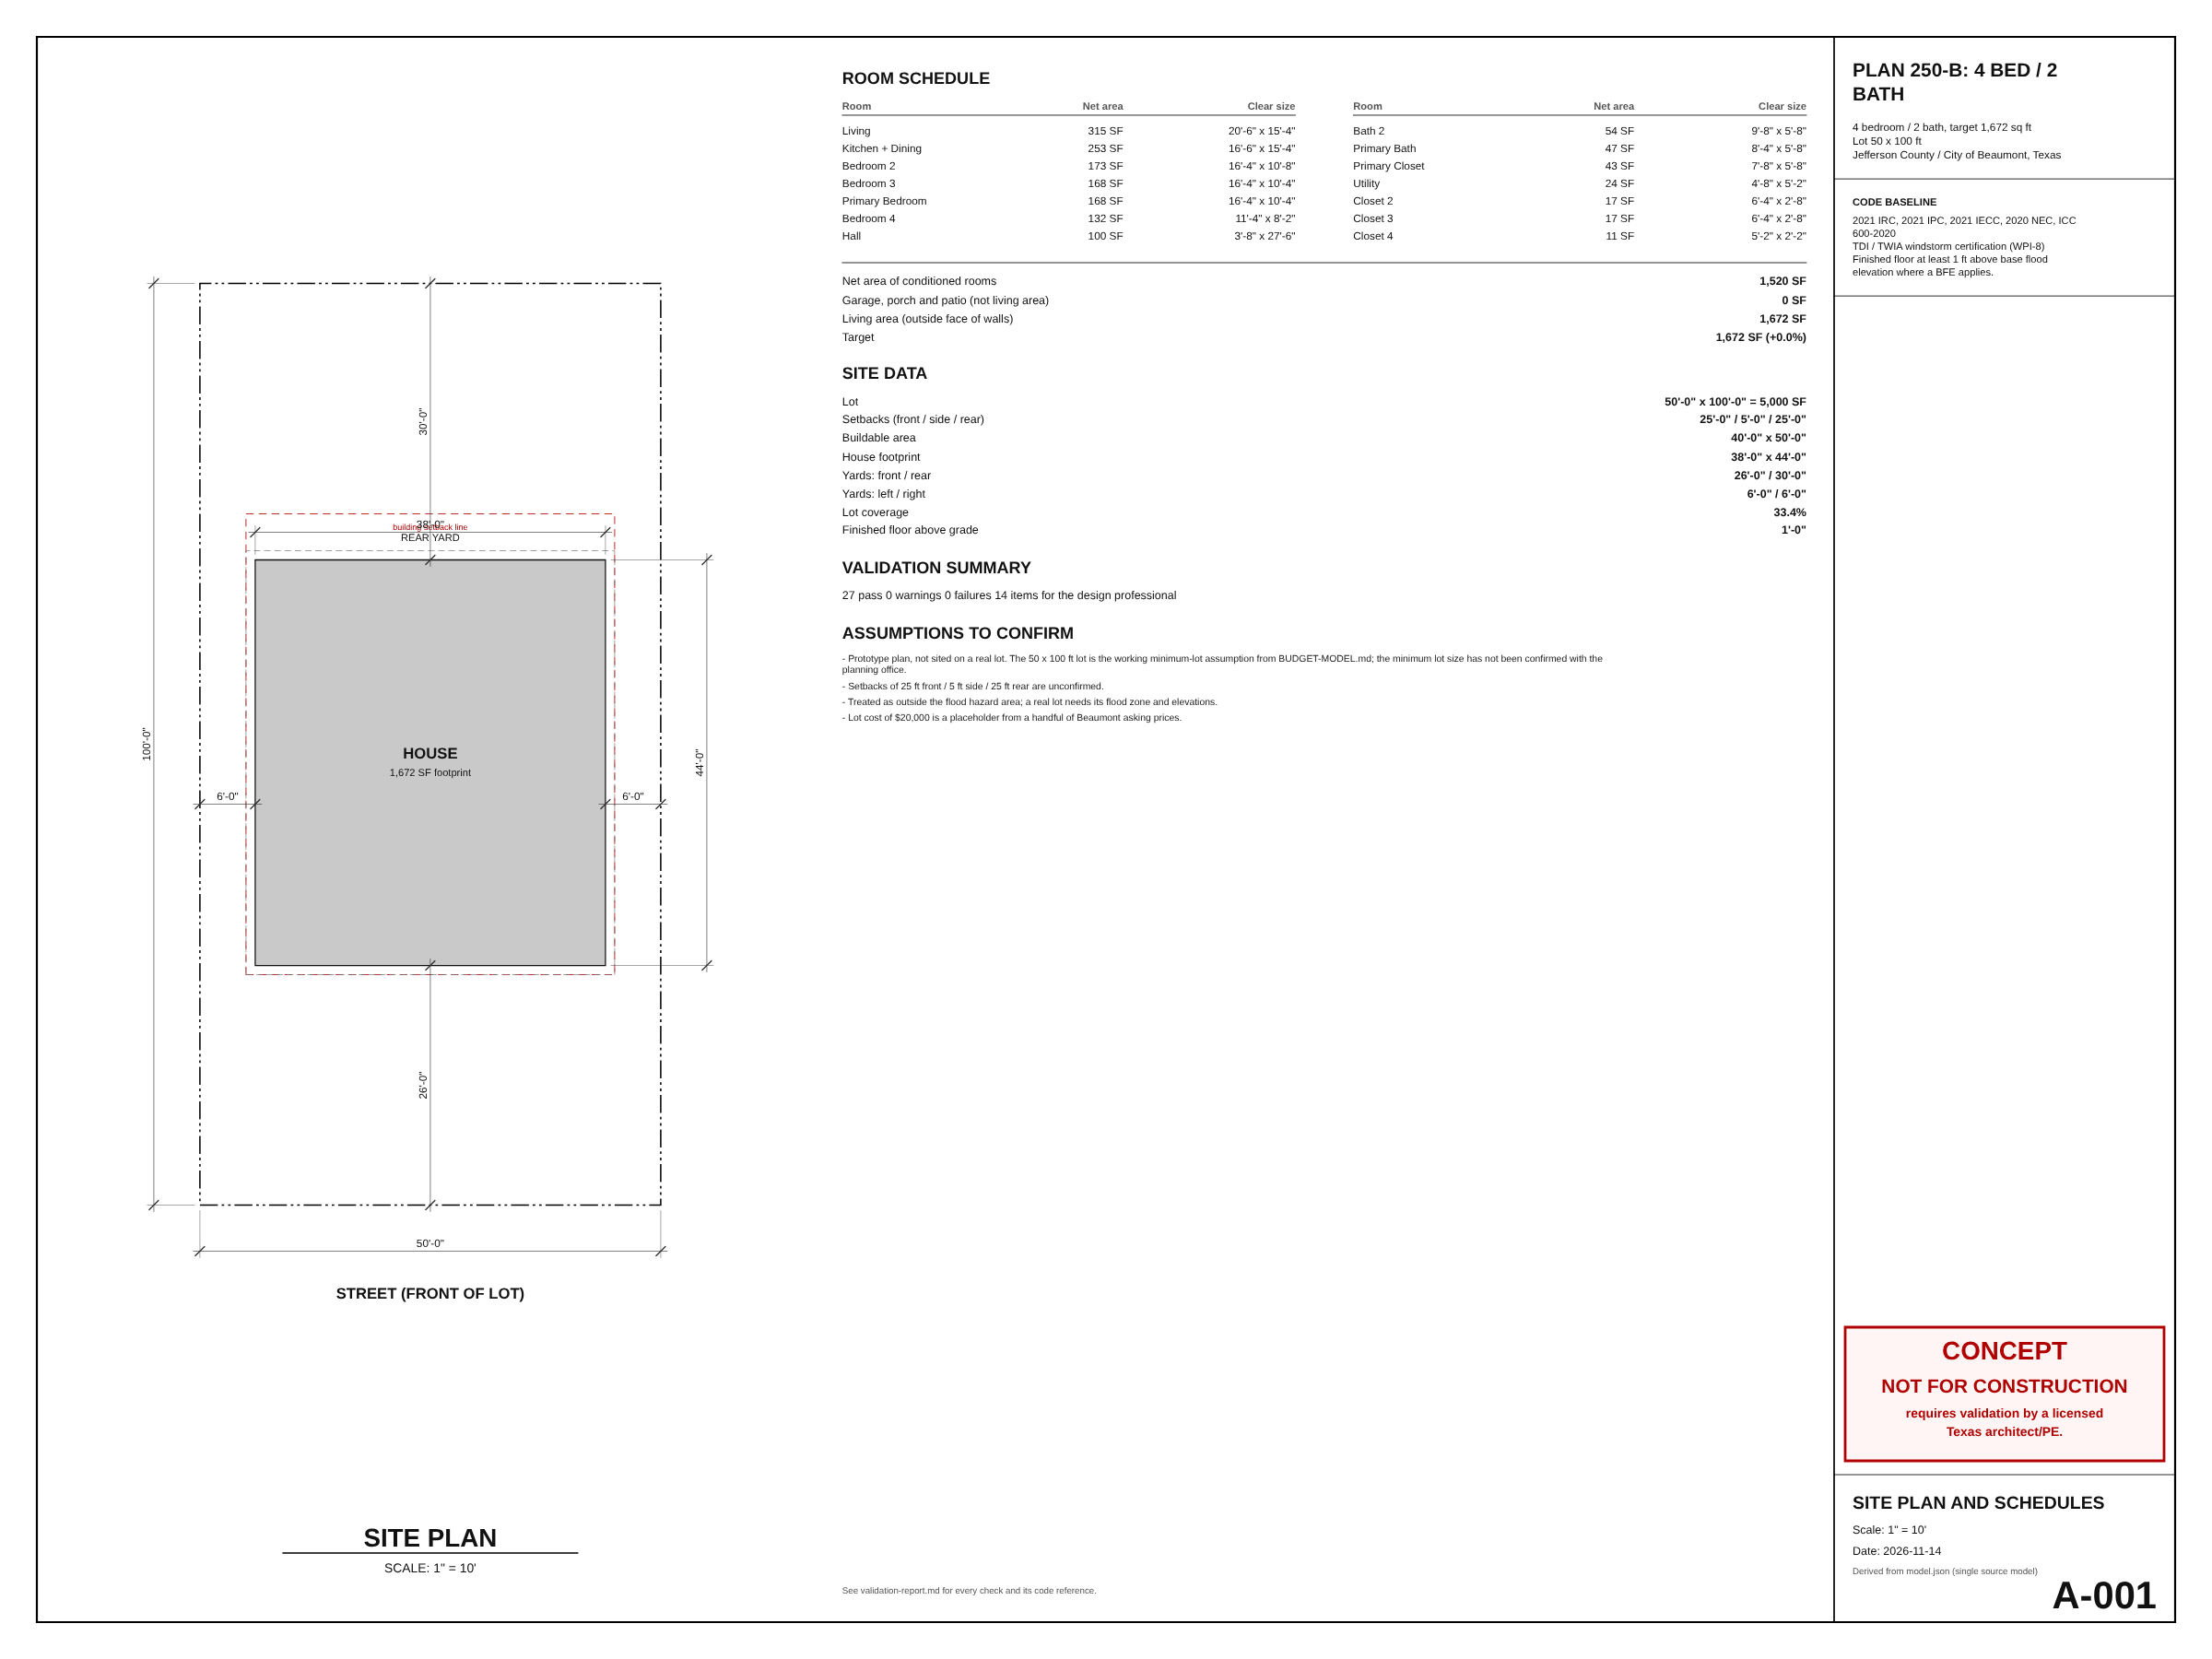 ROOM SCHEDULE
Room Net area Clear size
Living 315 SF 20'-6" x 15'-4"
Kitchen + Dining 253 SF 16'-6" x 15'-4"
Bedroom 2 173 SF 16'-4" x 10'-8"
Bedroom 3 168 SF 16'-4" x 10'-4"
Primary Bedroom 168 SF 16'-4" x 10'-4"
Bedroom 4 132 SF 11'-4" x 8'-2"
Hall 100 SF 3'-8" x 27'-6"
Room Net area Clear size
Bath 2 54 SF 9'-8" x 5'-8"
Primary Bath 47 SF 8'-4" x 5'-8"
Primary Closet 43 SF 7'-8" x 5'-8"
Utility 24 SF 4'-8" x 5'-2"
Closet 2 17 SF 6'-4" x 2'-8"
Closet 3 17 SF 6'-4" x 2'-8"
Closet 4 11 SF 5'-2" x 2'-2"
Net area of conditioned rooms 1,520 SF
Garage, porch and patio (not living area) 0 SF
Living area (outside face of walls) 1,672 SF
Target 1,672 SF (+0.0%)
SITE DATA
Lot 50'-0" x 100'-0" = 5,000 SF
Setbacks (front / side / rear) 25'-0" / 5'-0" / 25'-0"
Buildable area 40'-0" x 50'-0"
House footprint 38'-0" x 44'-0"
Yards: front / rear 26'-0" / 30'-0"
Yards: left / right 6'-0" / 6'-0"
Lot coverage 33.4%
Finished floor above grade 1'-0"
VALIDATION SUMMARY
27 pass 0 warnings 0 failures 14 items for the design professional
ASSUMPTIONS TO CONFIRM
- Prototype plan, not sited on a real lot. The 50 x 100 ft lot is the working minimum-lot assumption from BUDGET-MODEL.md; the minimum lot size has not been confirmed with the
planning office.
- Setbacks of 25 ft front / 5 ft side / 25 ft rear are unconfirmed.
- Treated as outside the flood hazard area; a real lot needs its flood zone and elevations.
- Lot cost of $20,000 is a placeholder from a handful of Beaumont asking prices.
See validation-report.md for every check and its code reference.
30'-0"
38'-0"
building setback line
REAR YARD
100'-0"
44'-0"
HOUSE
1,672 SF footprint
6'-0"
6'-0"
26'-0"
50'-0"
STREET (FRONT OF LOT)
SITE PLAN
SCALE: 1" = 10'
PLAN 250-B: 4 BED / 2
BATH
4 bedroom / 2 bath, target 1,672 sq ft
Lot 50 x 100 ft
Jefferson County / City of Beaumont, Texas
CODE BASELINE
2021 IRC, 2021 IPC, 2021 IECC, 2020 NEC, ICC
600-2020
TDI / TWIA windstorm certification (WPI-8)
Finished floor at least 1 ft above base flood
elevation where a BFE applies.
CONCEPT
NOT FOR CONSTRUCTION
requires validation by a licensed
Texas architect/PE.
SITE PLAN AND SCHEDULES
Scale: 1" = 10'
Date: 2026-11-14
Derived from model.json (single source model)
A-001